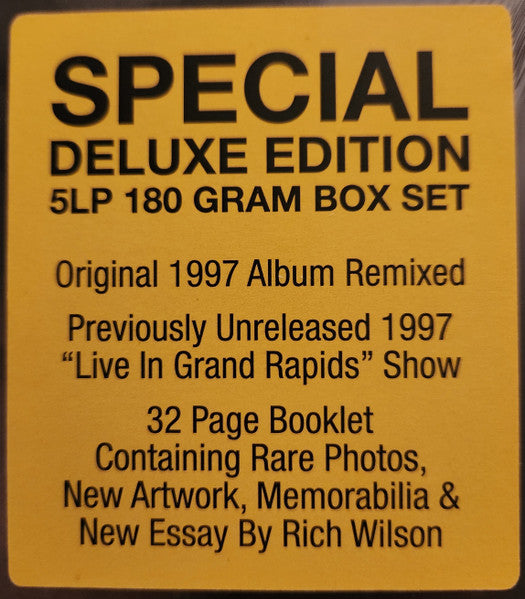 SPECIAL
DELUXE EDITION
5LP 180 GRAM BOX SET
Original 1997 Album Remixed
Previously Unreleased 1997
“Live In Grand Rapids” Show
32 Page Booklet
Containing Rare Photos,
New Artwork, Memorabilia &
New Essay By Rich Wilson